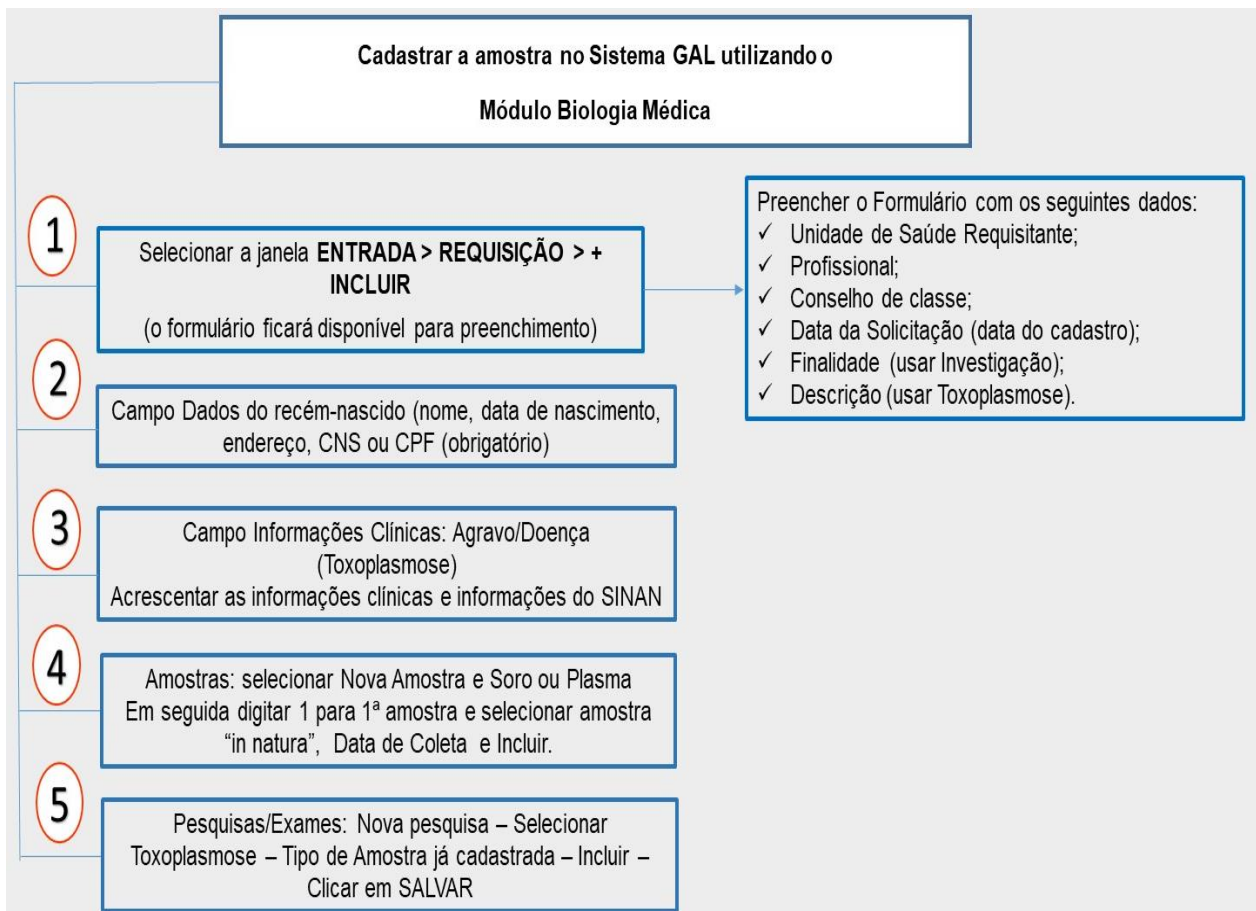 Cadastrar a amostra no Sistema GAL utilizando o
Módulo Biologia Médica
1
Selecionar a janela ENTRADA > REQUISIÇÃO > +
INCLUIR
(o formulário ficará disponível para preenchimento)
Preencher o Formulário com os seguintes dados:
✓ Unidade de Saúde Requisitante;
✓ Profissional;
✓ Conselho de classe;
✓ Data da Solicitação (data do cadastro);
✓ Finalidade (usar Investigação);
✓ Descrição (usar Toxoplasmose).
2
Campo Dados do recém-nascido (nome, data de nascimento,
endereço, CNS ou CPF (obrigatório)
3
Campo Informações Clínicas: Agravo/Doença
(Toxoplasmose)
Acrescentar as informações clínicas e informações do SINAN
4
Amostras: selecionar Nova Amostra e Soro ou Plasma
Em seguida digitar 1 para 1ª amostra e selecionar amostra
“in natura”, Data de Coleta e Incluir.
5
Pesquisas/Exames: Nova pesquisa – Selecionar
Toxoplasmose – Tipo de Amostra já cadastrada – Incluir –
Clicar em SALVAR